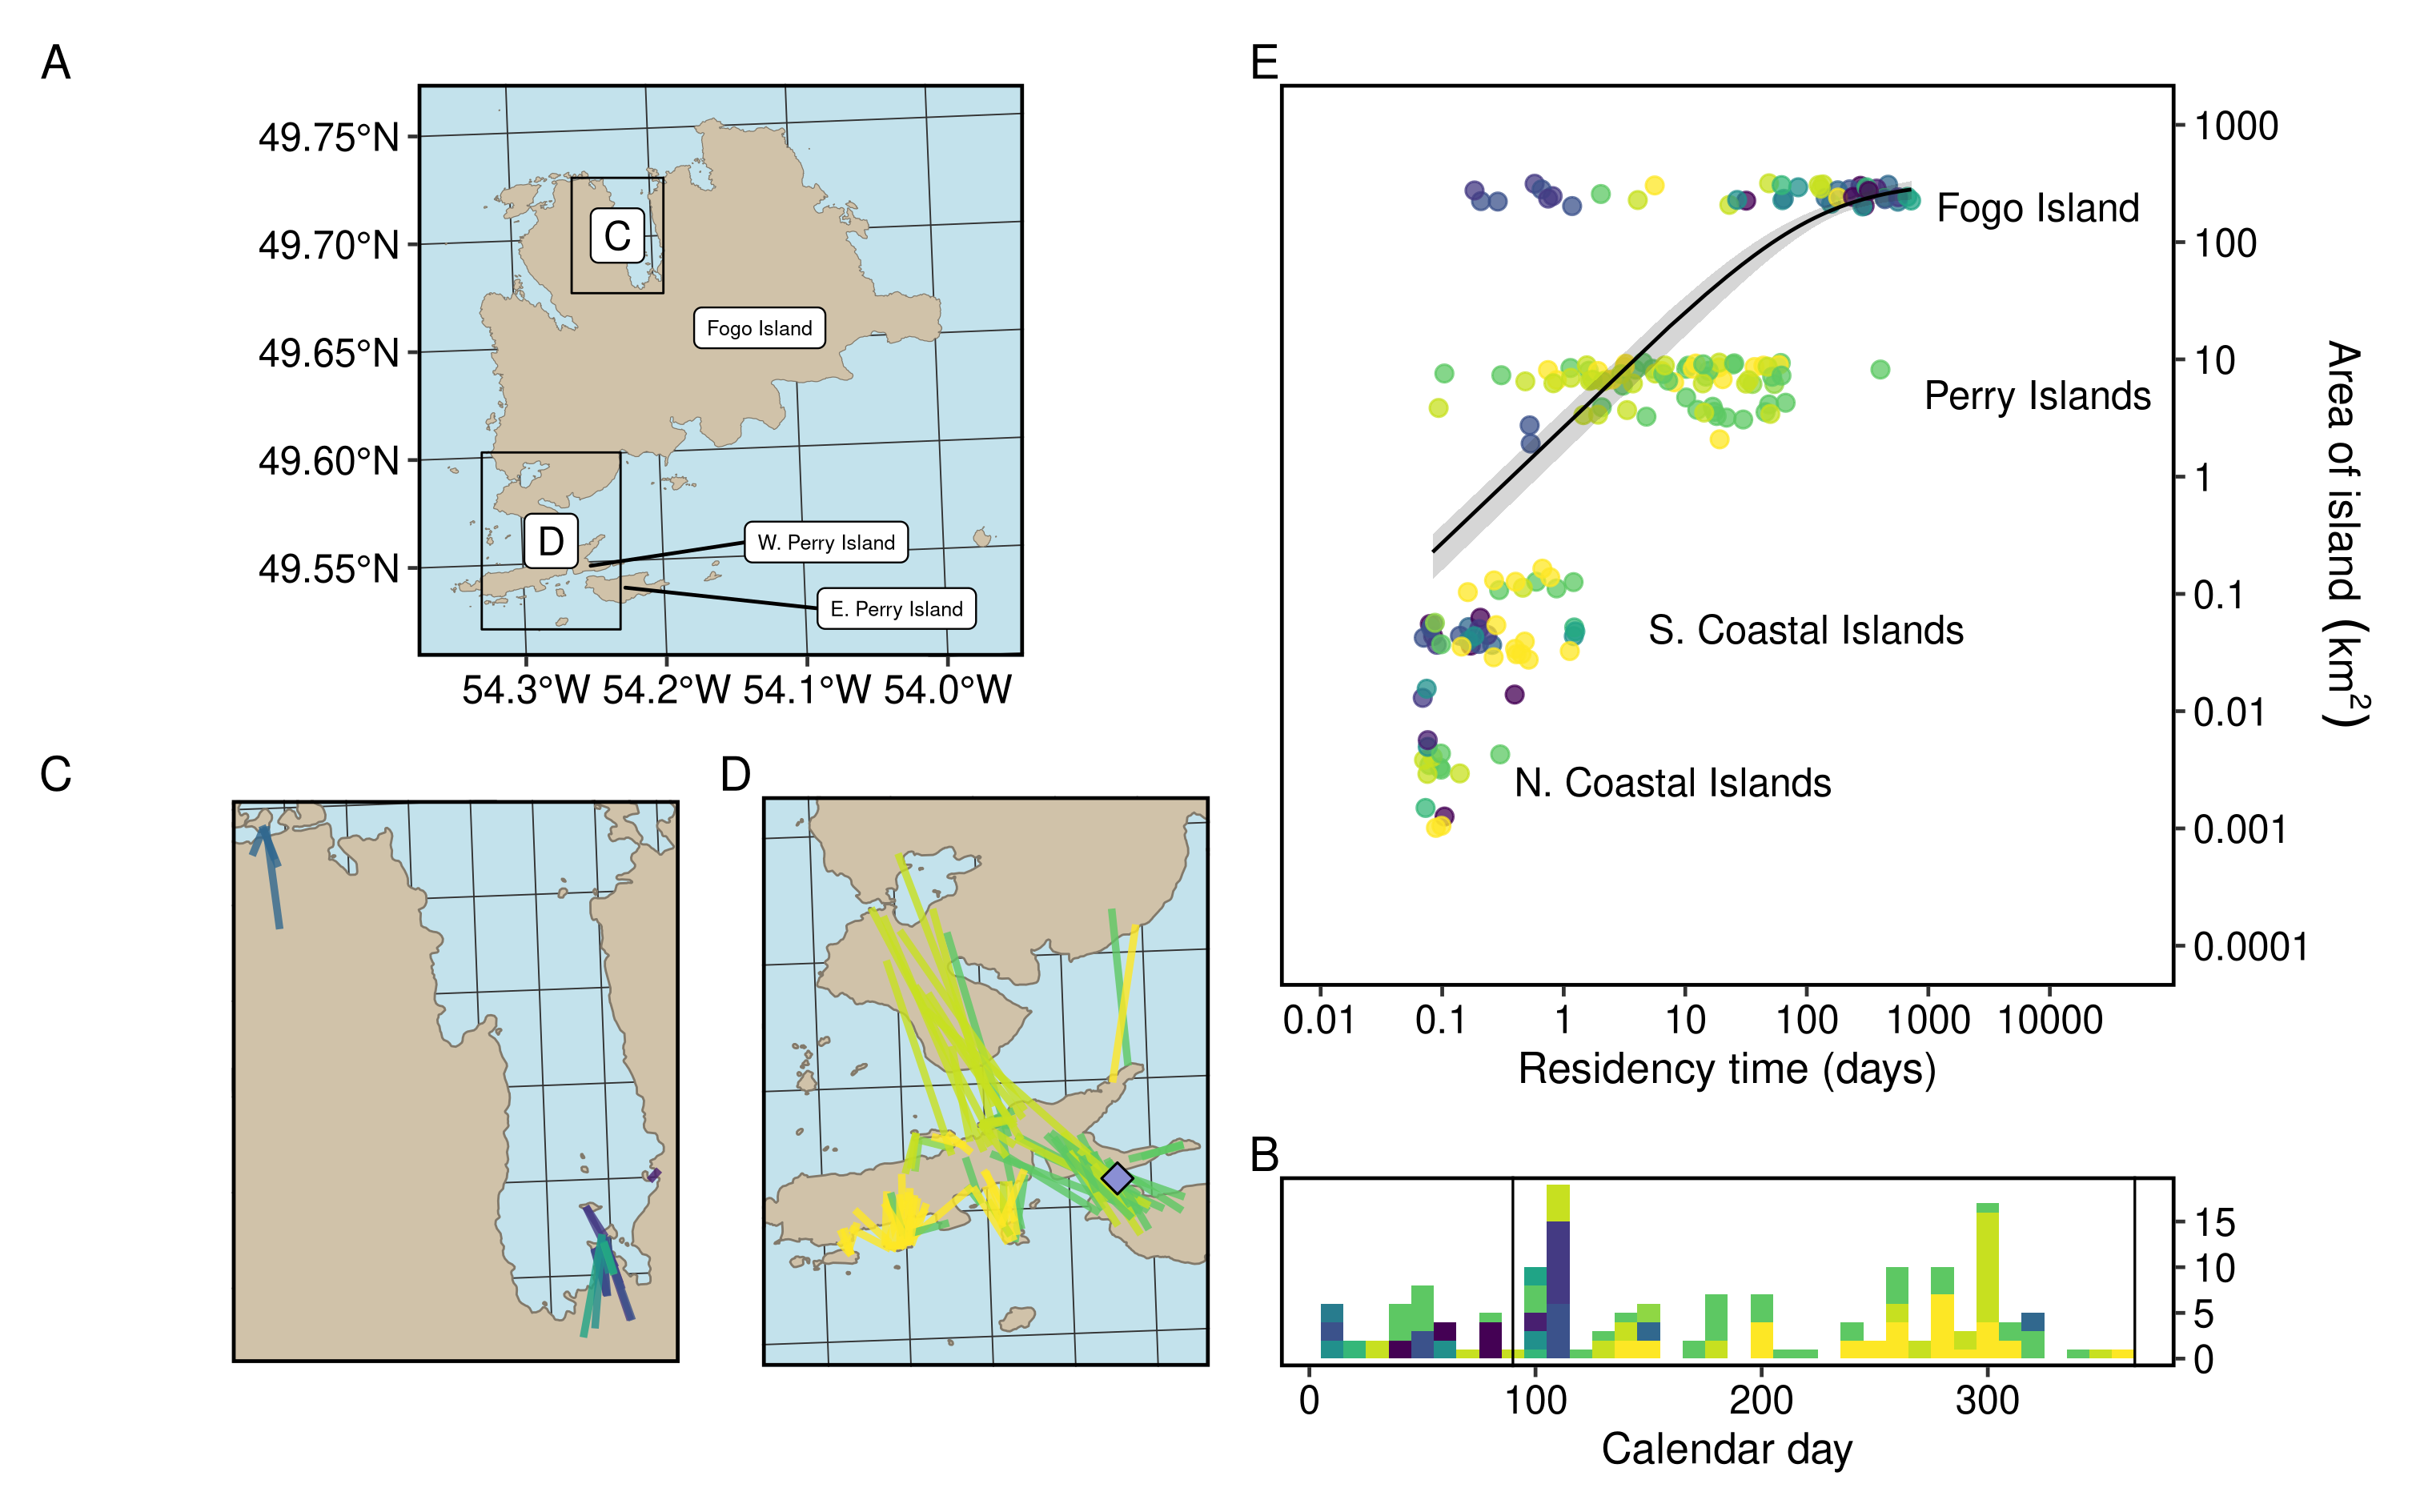 A
49.75°N
49.70°N
49.65°N
49.60°N
49.55°N
C
Fogo Island
D
W. Perry Island
E. Perry Island
54.3°W 54.2°W 54.1°W 54.0°W
C
D
E
1000
100
10
1
0.1
0.01
0.001
0.0001
Fogo Island
Perry Islands
S. Coastal Islands
N. Coastal Islands
Area of island (km²)
0.01 0.1 1 10 100 1000 10000
Residency time (days)
B
15
10
5
0
0 100 200 300
Calendar day